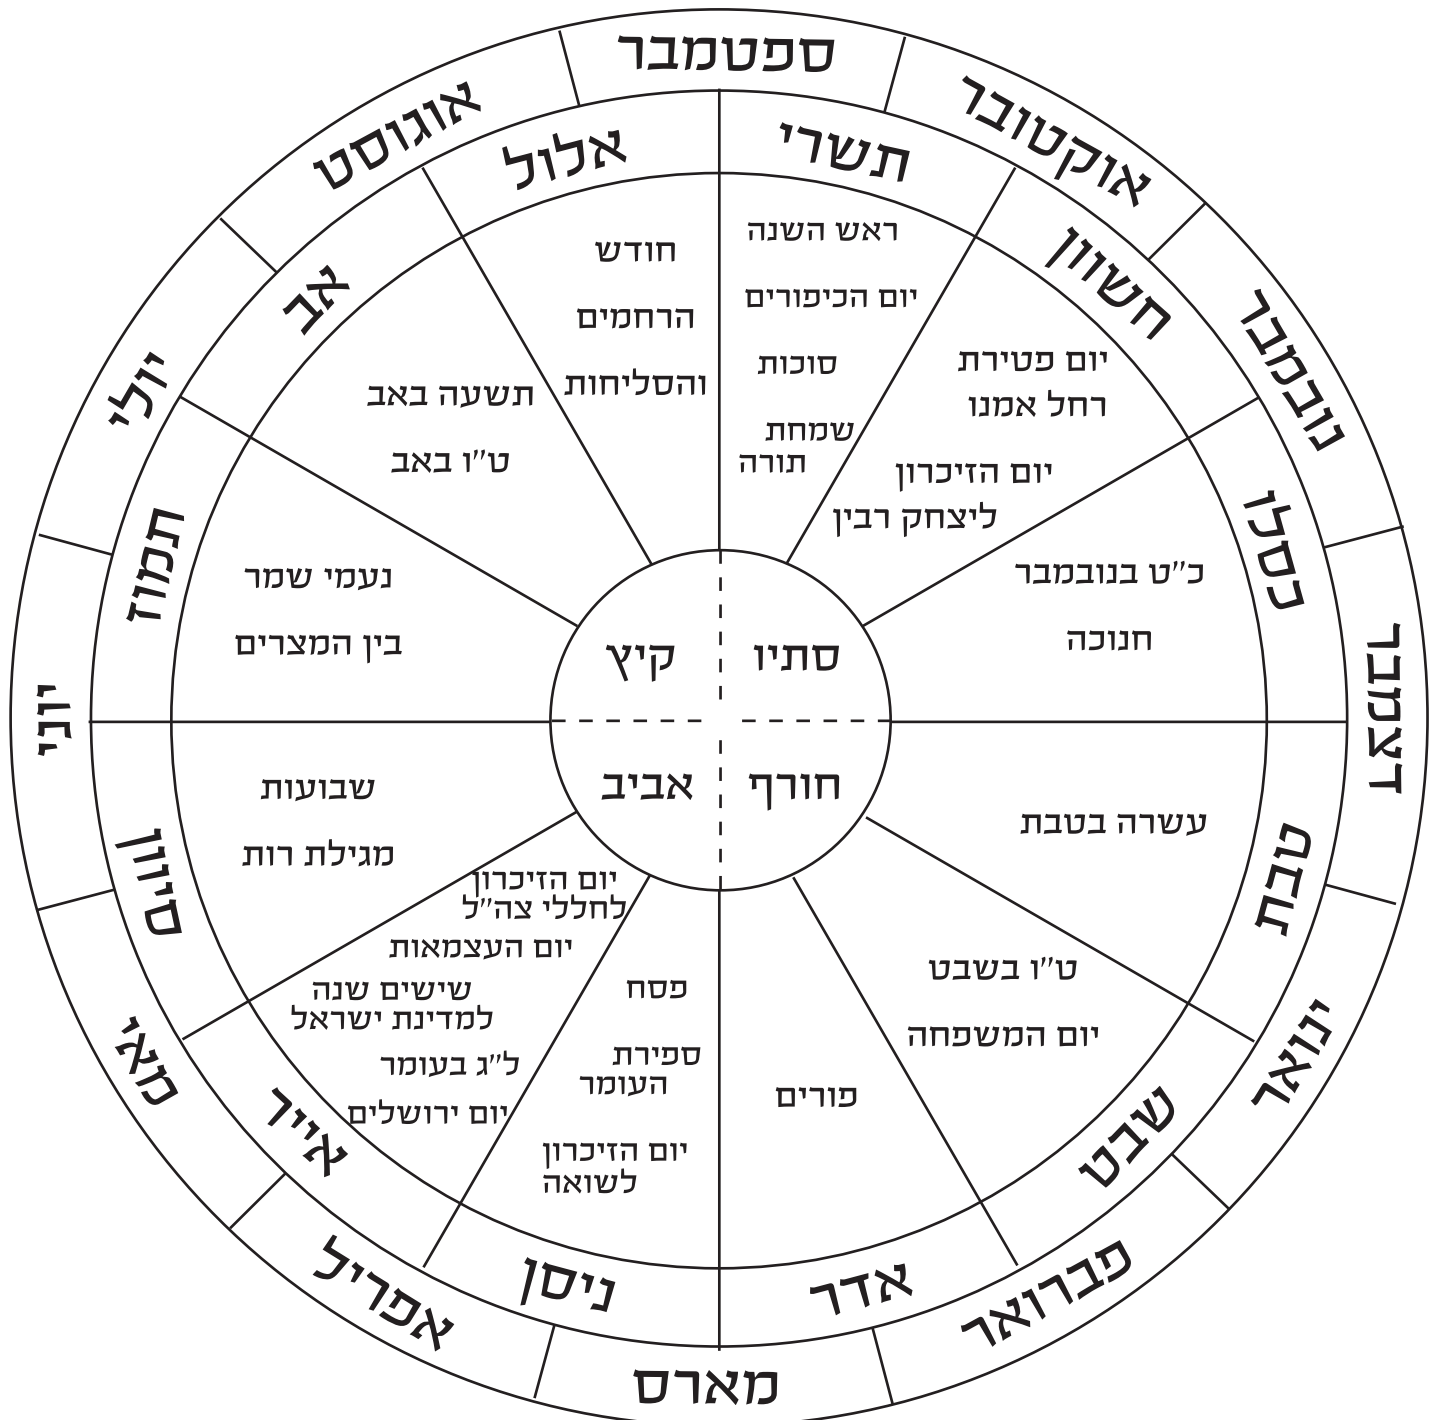 ספטמבר
אוקטובר
נובמבר
דצמבר
ינואר
פברואר
מארס
אפריל
מאי
יוני
יולי
אוגוסט
תשרי
ראש השנה
יום הכיפורים
סוכות
שמחת
תורה
חשוון
יום פטירת
רחל אמנו
יום הזיכרון
ליצחק רבין
כסלו
כ"ט בנובמבר
חנוכה
טבת
עשרה בטבת
שבט
ט"ו בשבט
יום המשפחה
אדר
פורים
ניסן
פסח
ספירת
העומר
יום הזיכרון
לשואה
אייר
יום הזיכרון
לחללי צה"ל
יום העצמאות
שישים שנה
למדינת ישראל
ל"ג בעומר
יום ירושלים
סיוון
שבועות
מגילת רות
תמוז
נעמי שמר
בין המצרים
אב
תשעה באב
ט"ו באב
אלול
חודש
הרחמים
והסליחות
סתיו
חורף
אביב
קיץ